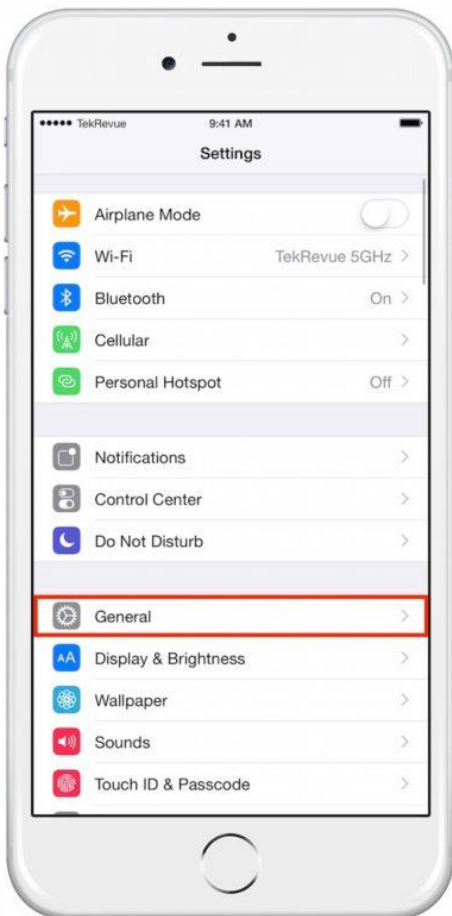 TekRevue 9:41 AM
Settings
Airplane Mode
Wi-Fi TekRevue 5GHz
Bluetooth On
Cellular
Personal Hotspot Off
Notifications
Control Center
Do Not Disturb
General
AA Display & Brightness
Wallpaper
Sounds
Touch ID & Passcode